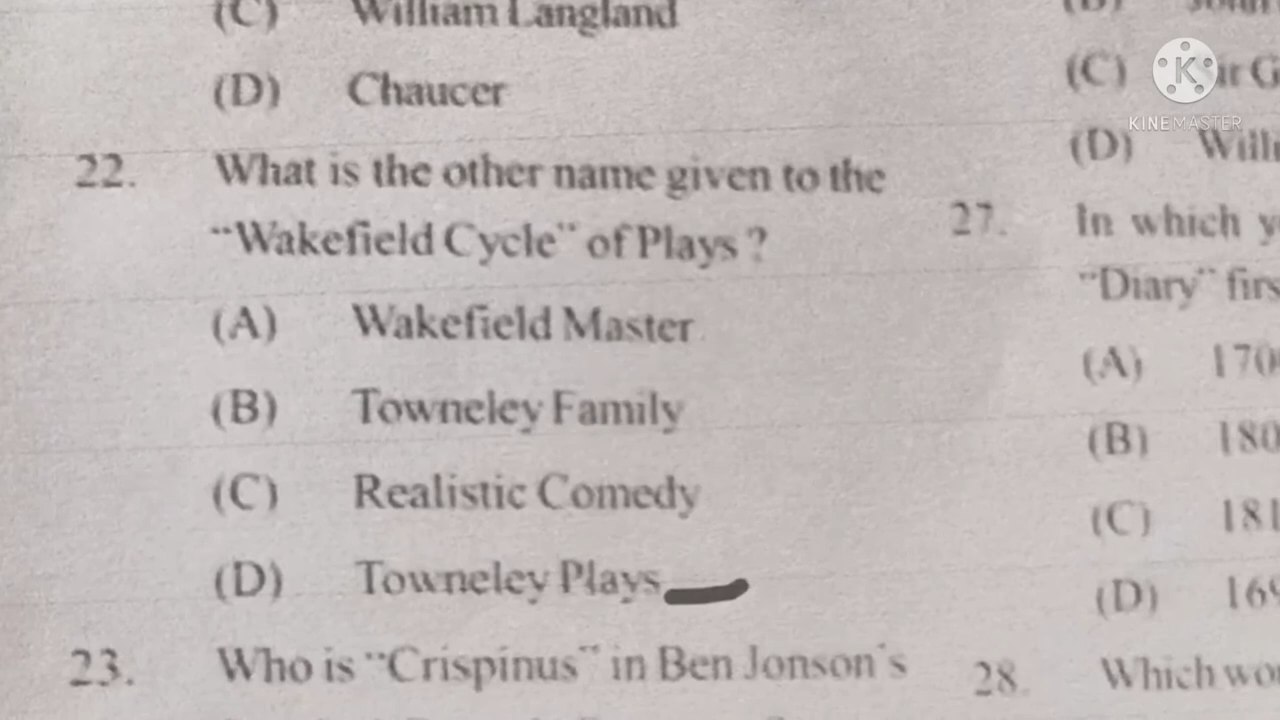 (C) William Langland
(D) Chaucer
22. What is the other name given to the
"Wakefield Cycle" of Plays ?
(A) Wakefield Master
(B) Towneley Family
(C) Realistic Comedy
(D) Towneley Plays
23. Who is "Crispinus" in Ben Jonson's
(C)
(D)
27. In which
"Diary"
(A)
(B)
(C)
(D)
28. Which
K
KINEMASTER